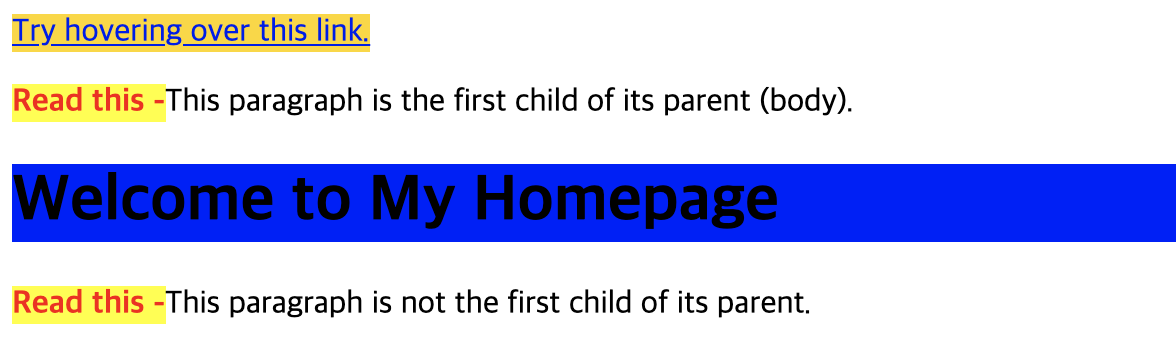 Try hovering over this link.
Read this -This paragraph is the first child of its parent (body).
Welcome to My Homepage
Read this -This paragraph is not the first child of its parent.